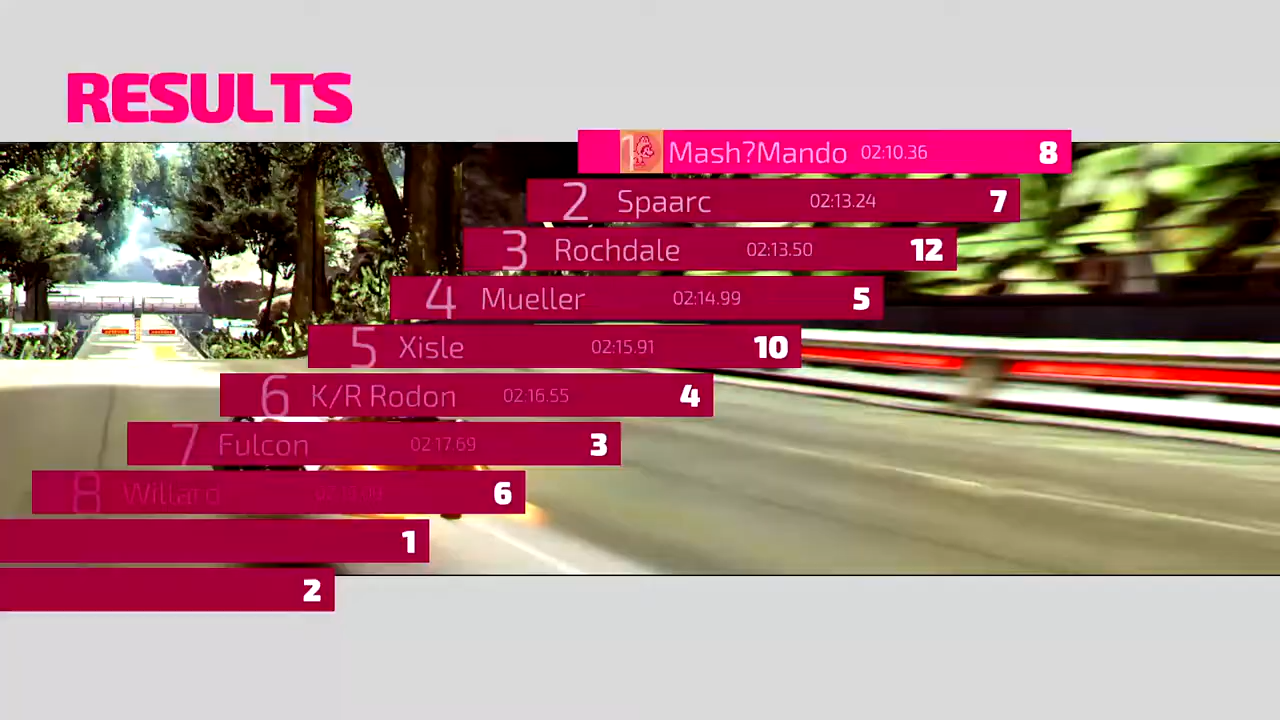 RESULTS
1 Mash?Mando 02:10.36 8
2 Spaarc 02:13.24 7
3 Rochdale 02:13.50 12
4 Mueller 02:14.99 5
5 Xisle 02:15.91 10
6 K/R Rodon 02:16.55 4
7 Fulcon 02:17.69 3
8 Willard 6
1
2